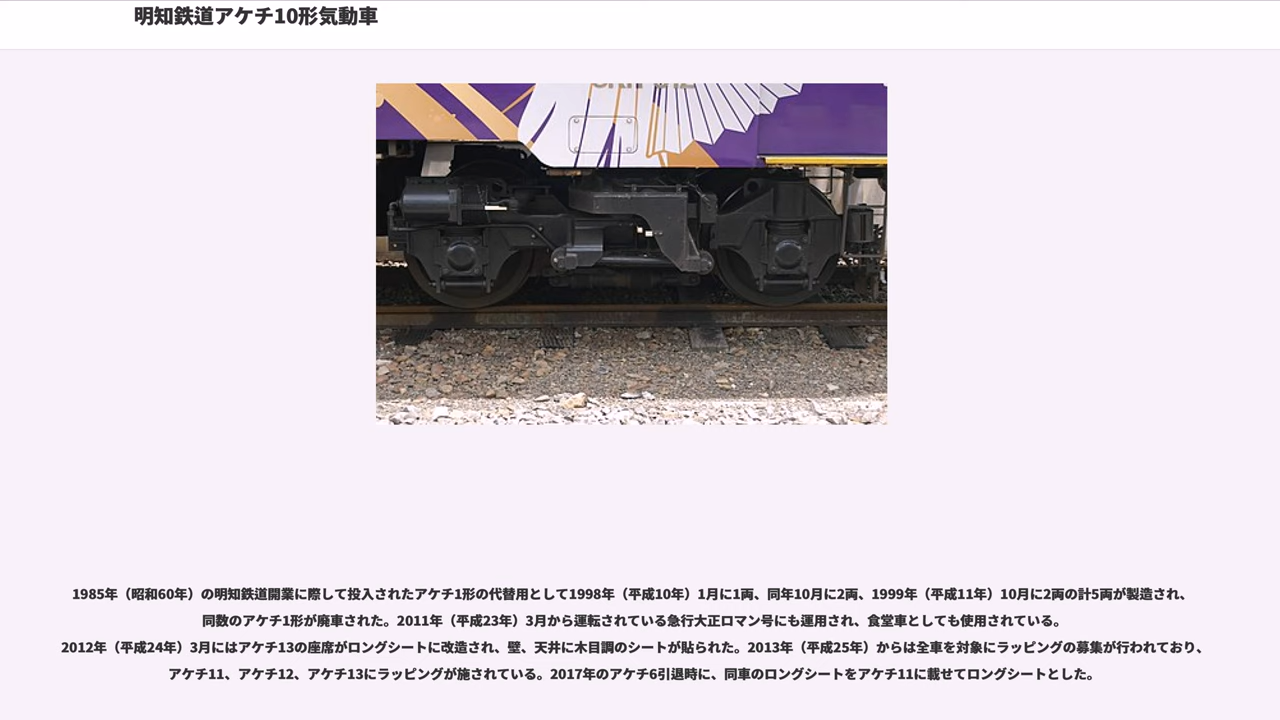 明知鉄道アケチ10形気動車
1985年（昭和60年）の明知鉄道開業に際して投入されたアケチ1形の代替用として1998年（平成10年）1月に1両、同年10月に2両、1999年（平成11年）10月に2両の計5両が製造され、
同数のアケチ1形が廃車された。2011年（平成23年）3月から運転されている急行大正ロマン号にも運用され、食堂車としても使用されている。
2012年（平成24年）3月にはアケチ13の座席がロングシートに改造され、壁、天井に木目調のシートが貼られた。2013年（平成25年）からは全車を対象にラッピングの募集が行われており、
アケチ11、アケチ12、アケチ13にラッピングが施されている。2017年のアケチ6引退時に、同車のロングシートをアケチ11に載せてロングシートとした。